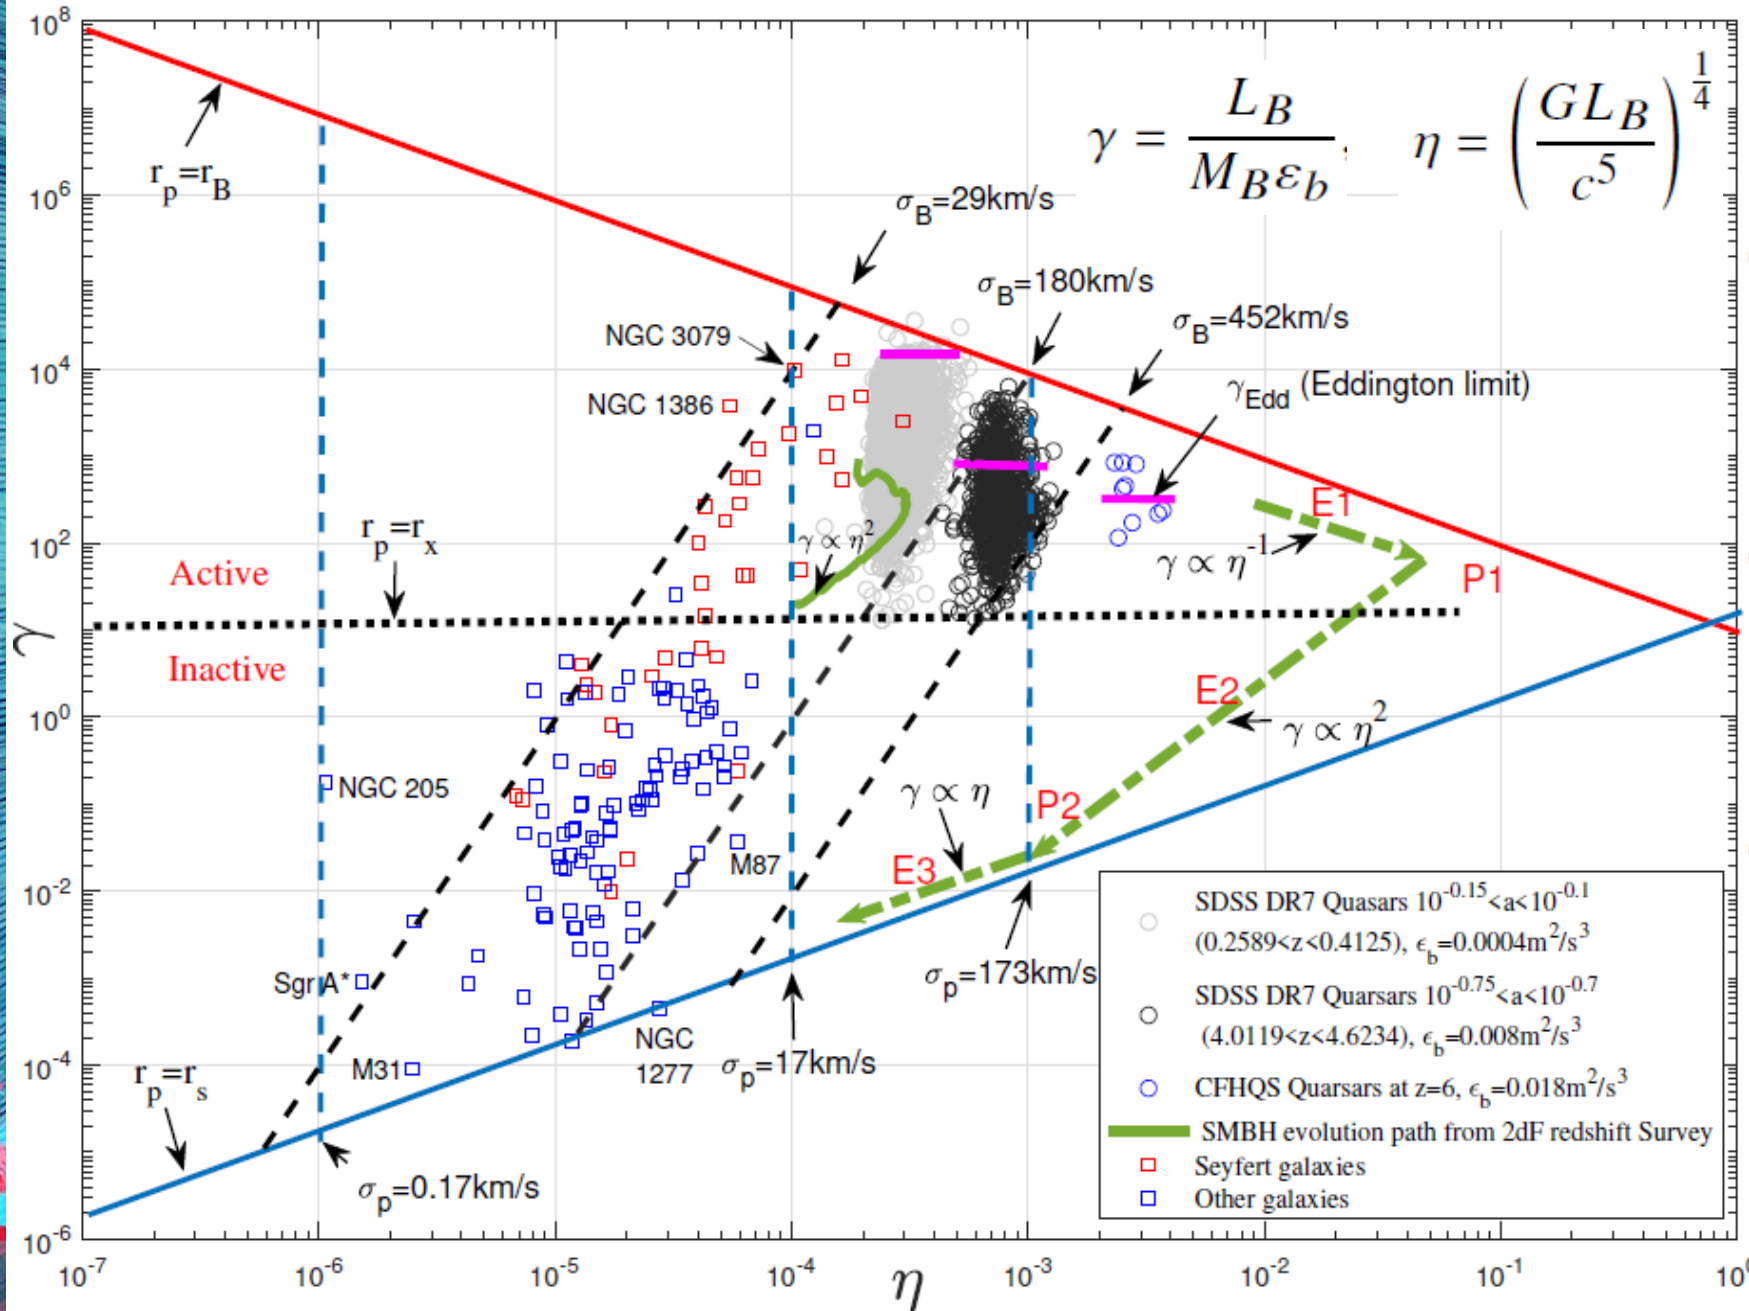 10^8
10^6
10^4
10^2
10^0
10^-2
10^-4
10^-6
γ
10^-7
10^-6
10^-5
10^-4
10^-3
10^-2
10^-1
η
γ = L_B / (M_B ε_b), η = (G L_B / c^5)^(1/4)
r_p=r_B
σ_B=29km/s
σ_B=180km/s
σ_B=452km/s
γ_Edd (Eddington limit)
NGC 3079
NGC 1386
r_p=r_x
Active
Inactive
γ ∝ η^2
E1
γ ∝ η^-1
P1
E2
γ ∝ η^2
γ ∝ η
P2
E3
NGC 205
M87
Sgr A*
M31
NGC
1277
r_p=r_s
σ_p=0.17km/s
σ_p=17km/s
σ_p=173km/s
SDSS DR7 Quasars 10^-0.15<a<10^-0.1
(0.2589<z<0.4125), ϵ_b=0.0004m^2/s^3
SDSS DR7 Quarsars 10^-0.75<a<10^-0.7
(4.0119<z<4.6234), ϵ_b=0.008m^2/s^3
CFHQS Quarsars at z=6, ϵ_b=0.018m^2/s^3
SMBH evolution path from 2dF redshift Survey
Seyfert galaxies
Other galaxies